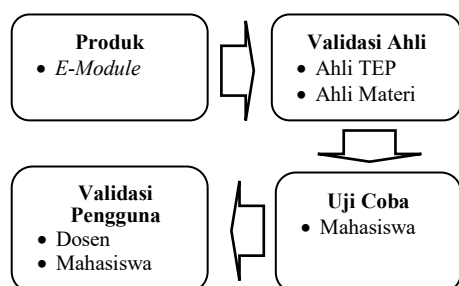 Produk
• E-Module
Validasi Ahli
• Ahli TEP
• Ahli Materi
Validasi
Pengguna
• Dosen
• Mahasiswa
Uji Coba
• Mahasiswa